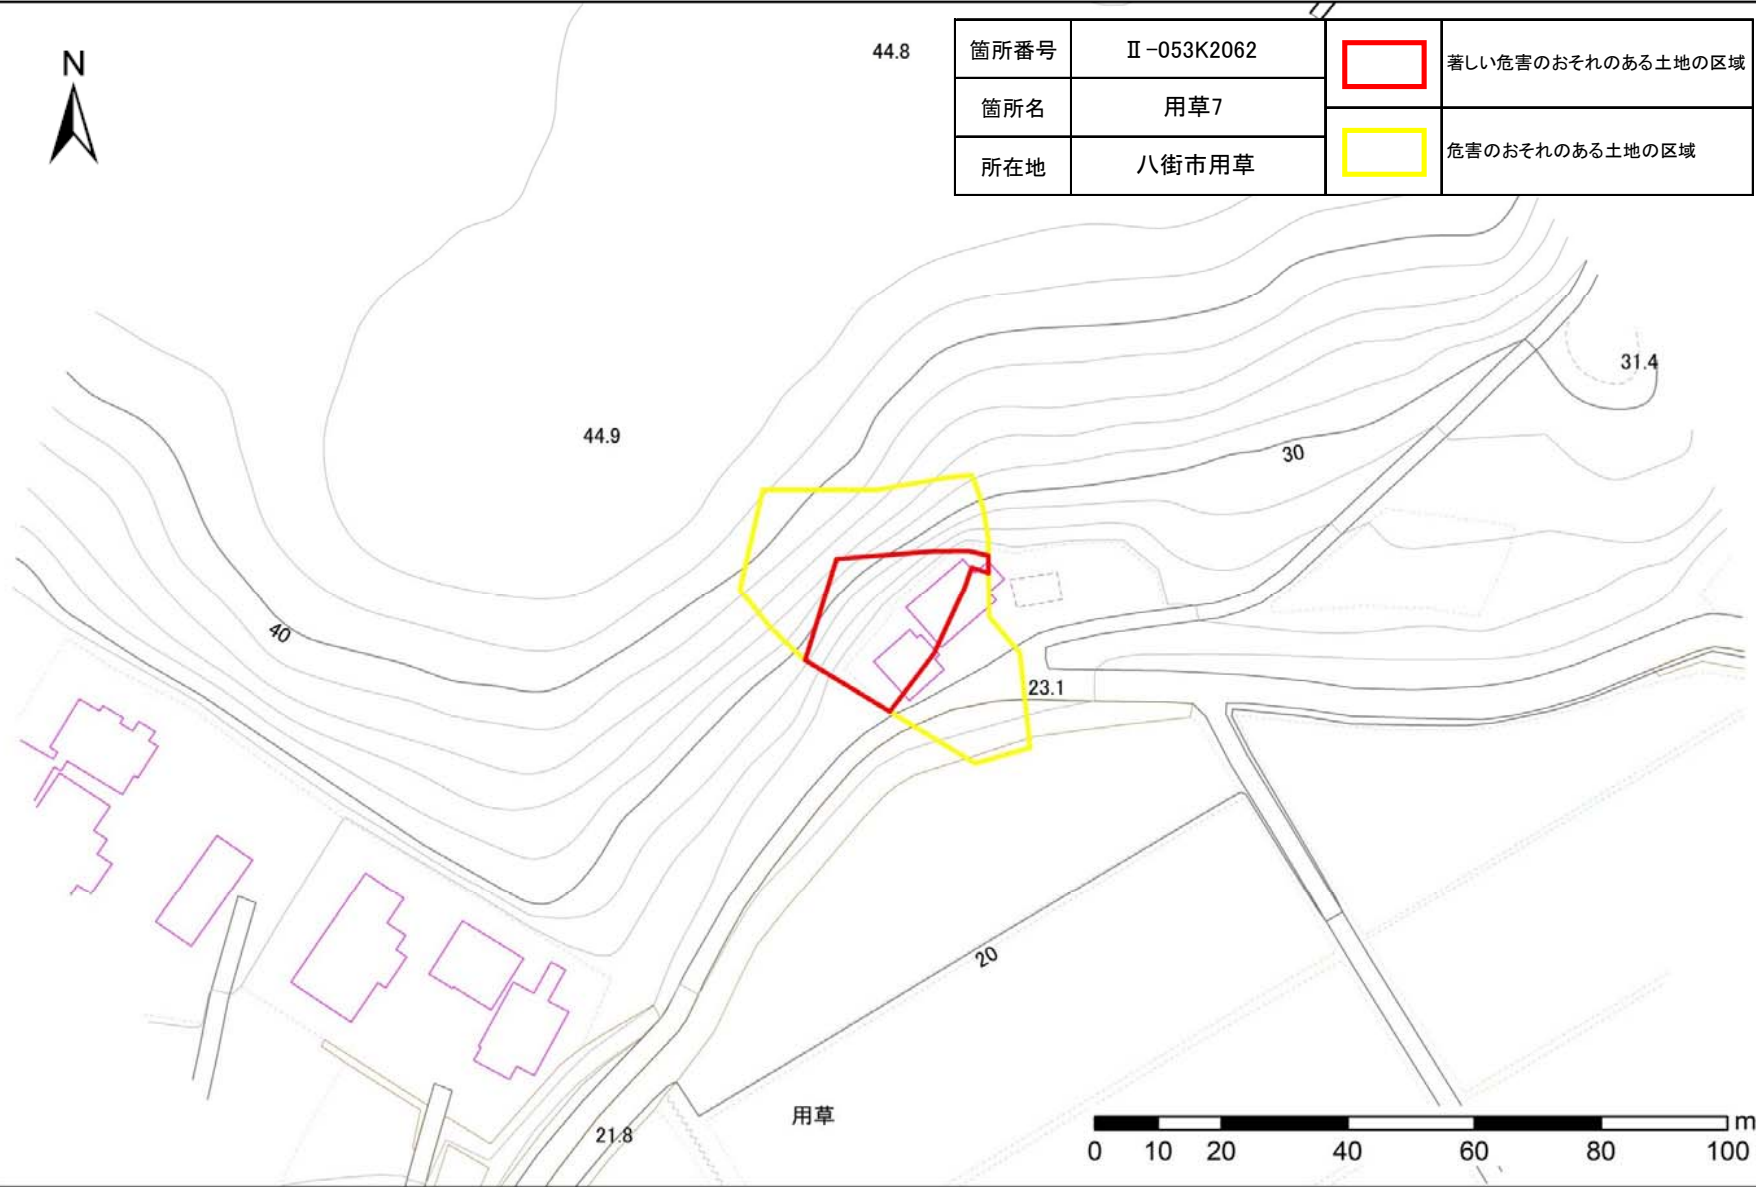 N
44.8
箇所番号 Ⅱ-053K2062
著しい危害のおそれのある土地の区域
箇所名 用草7
危害のおそれのある土地の区域
所在地 八街市用草
31.4
44.9
30
40
23.1
20
用草
21.8
m
0 10 20 40 60 80 100